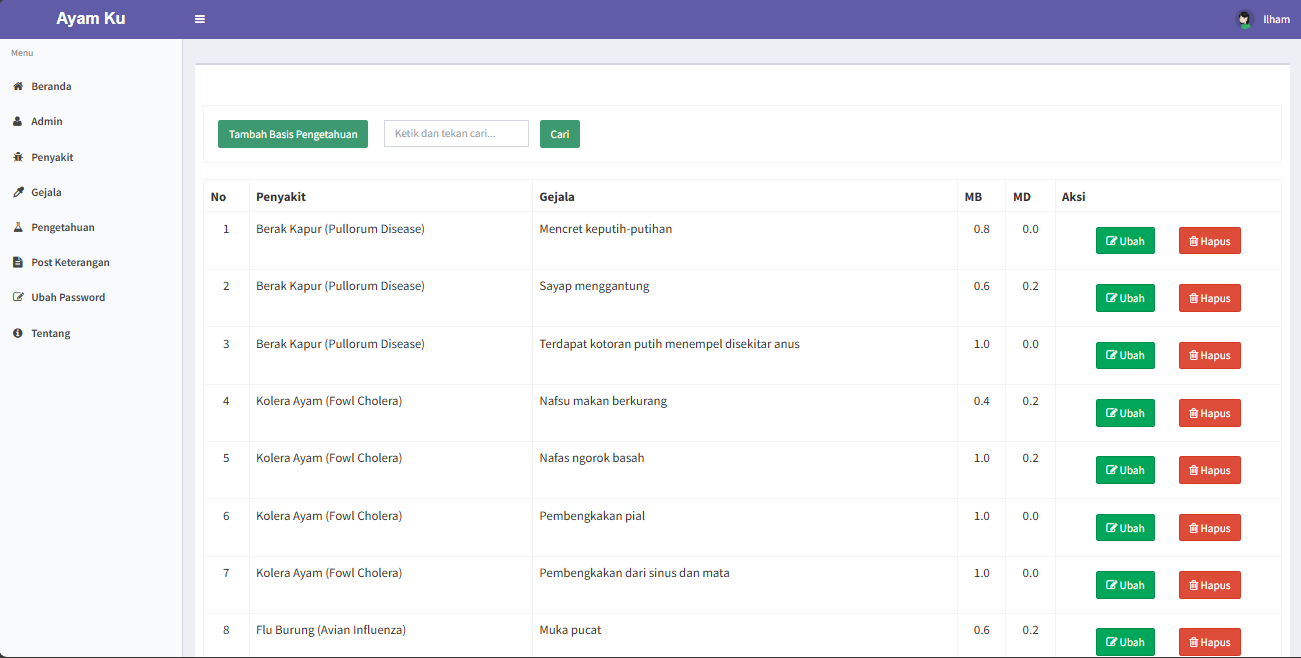 Ayam Ku
Ilham
Menu
Beranda
Admin
Penyakit
Gejala
Pengetahuan
Post Keterangan
Ubah Password
Tentang
Tambah Basis Pengetahuan Ketik dan tekan cari... Cari
No Penyakit Gejala MB MD Aksi
1 Berak Kapur (Pullorum Disease) Mencret keputih-putihan 0.8 0.0 Ubah Hapus
2 Berak Kapur (Pullorum Disease) Sayap menggantung 0.6 0.2 Ubah Hapus
3 Berak Kapur (Pullorum Disease) Terdapat kotoran putih menempel disekitar anus 1.0 0.0 Ubah Hapus
4 Kolera Ayam (Fowl Cholera) Nafsu makan berkurang 0.4 0.2 Ubah Hapus
5 Kolera Ayam (Fowl Cholera) Nafas ngorok basah 1.0 0.2 Ubah Hapus
6 Kolera Ayam (Fowl Cholera) Pembengkakan pial 1.0 0.0 Ubah Hapus
7 Kolera Ayam (Fowl Cholera) Pembengkakan dari sinus dan mata 1.0 0.0 Ubah Hapus
8 Flu Burung (Avian Influenza) Muka pucat 0.6 0.2 Ubah Hapus